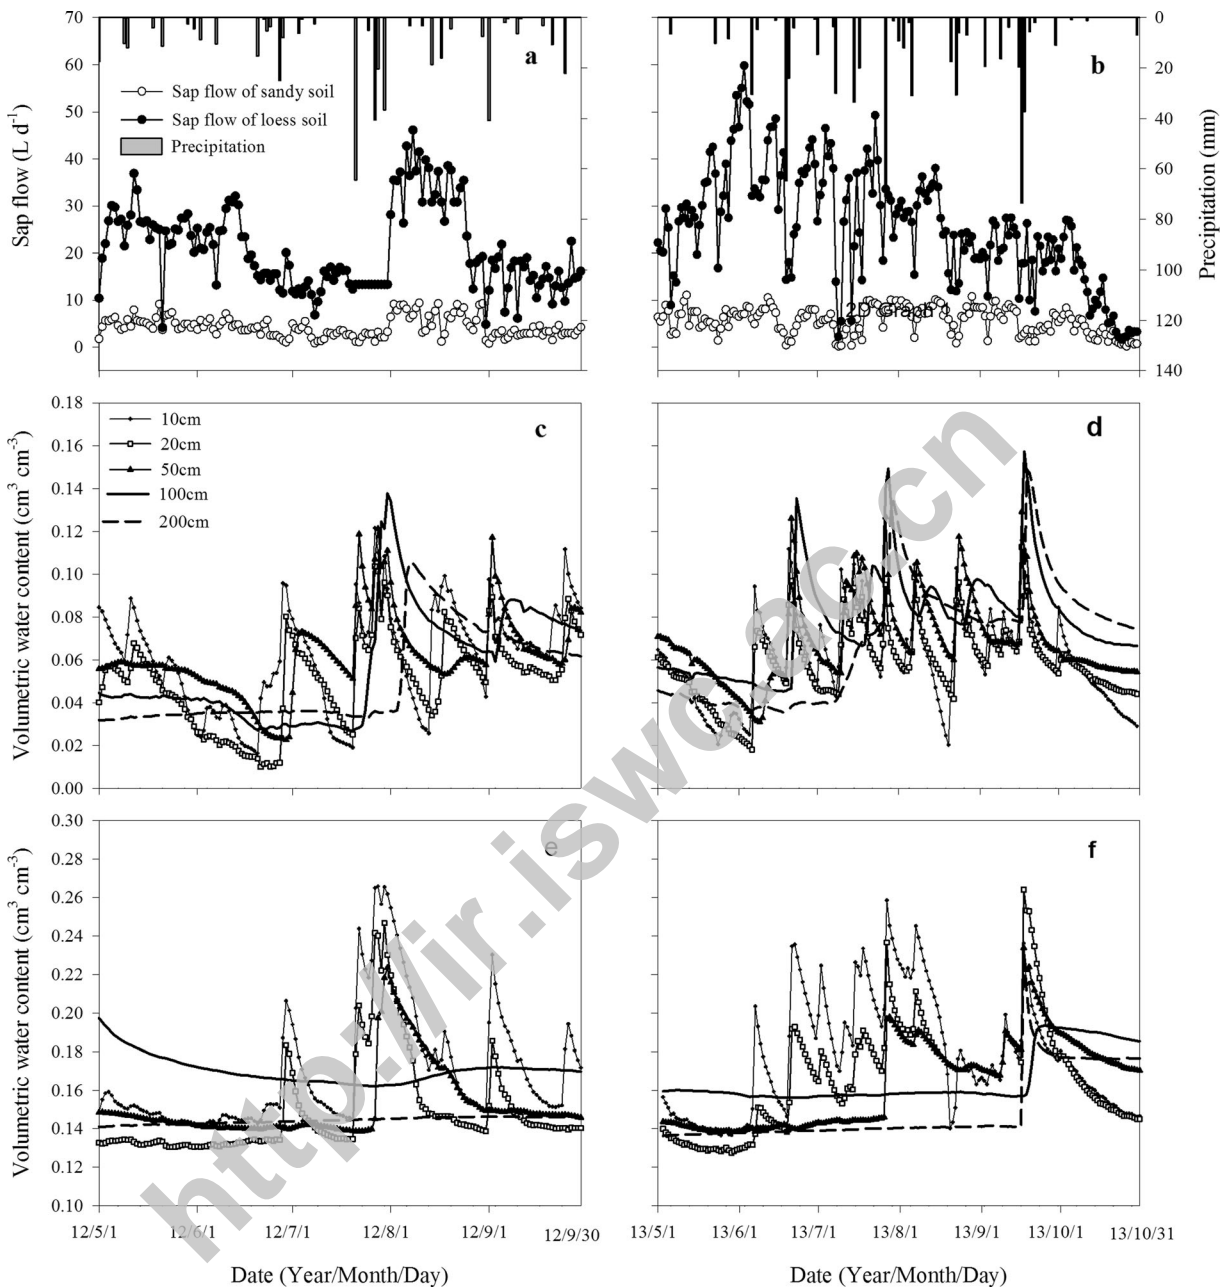 70
60
50
40
30
20
10
0
Sap flow (L d-1)
a
Sap flow of sandy soil
Sap flow of loess soil
Precipitation
b
2D Graph 1
0
20
40
60
80
100
120
140
Precipitation (mm)
0.18
0.16
0.14
0.12
0.10
0.08
0.06
0.04
0.02
0.00
Volumetric water content (cm3 cm-3)
10cm
20cm
50cm
100cm
200cm
c
d
0.30
0.28
0.26
0.24
0.22
0.20
0.18
0.16
0.14
0.12
0.10
Volumetric water content (cm3 cm-3)
e
f
12/5/1 12/6/1 12/7/1 12/8/1 12/9/1 12/9/30
13/5/1 13/6/1 13/7/1 13/8/1 13/9/1 13/10/1 13/10/31
Date (Year/Month/Day)
Date (Year/Month/Day)
http://ir.iswc.ac.cn